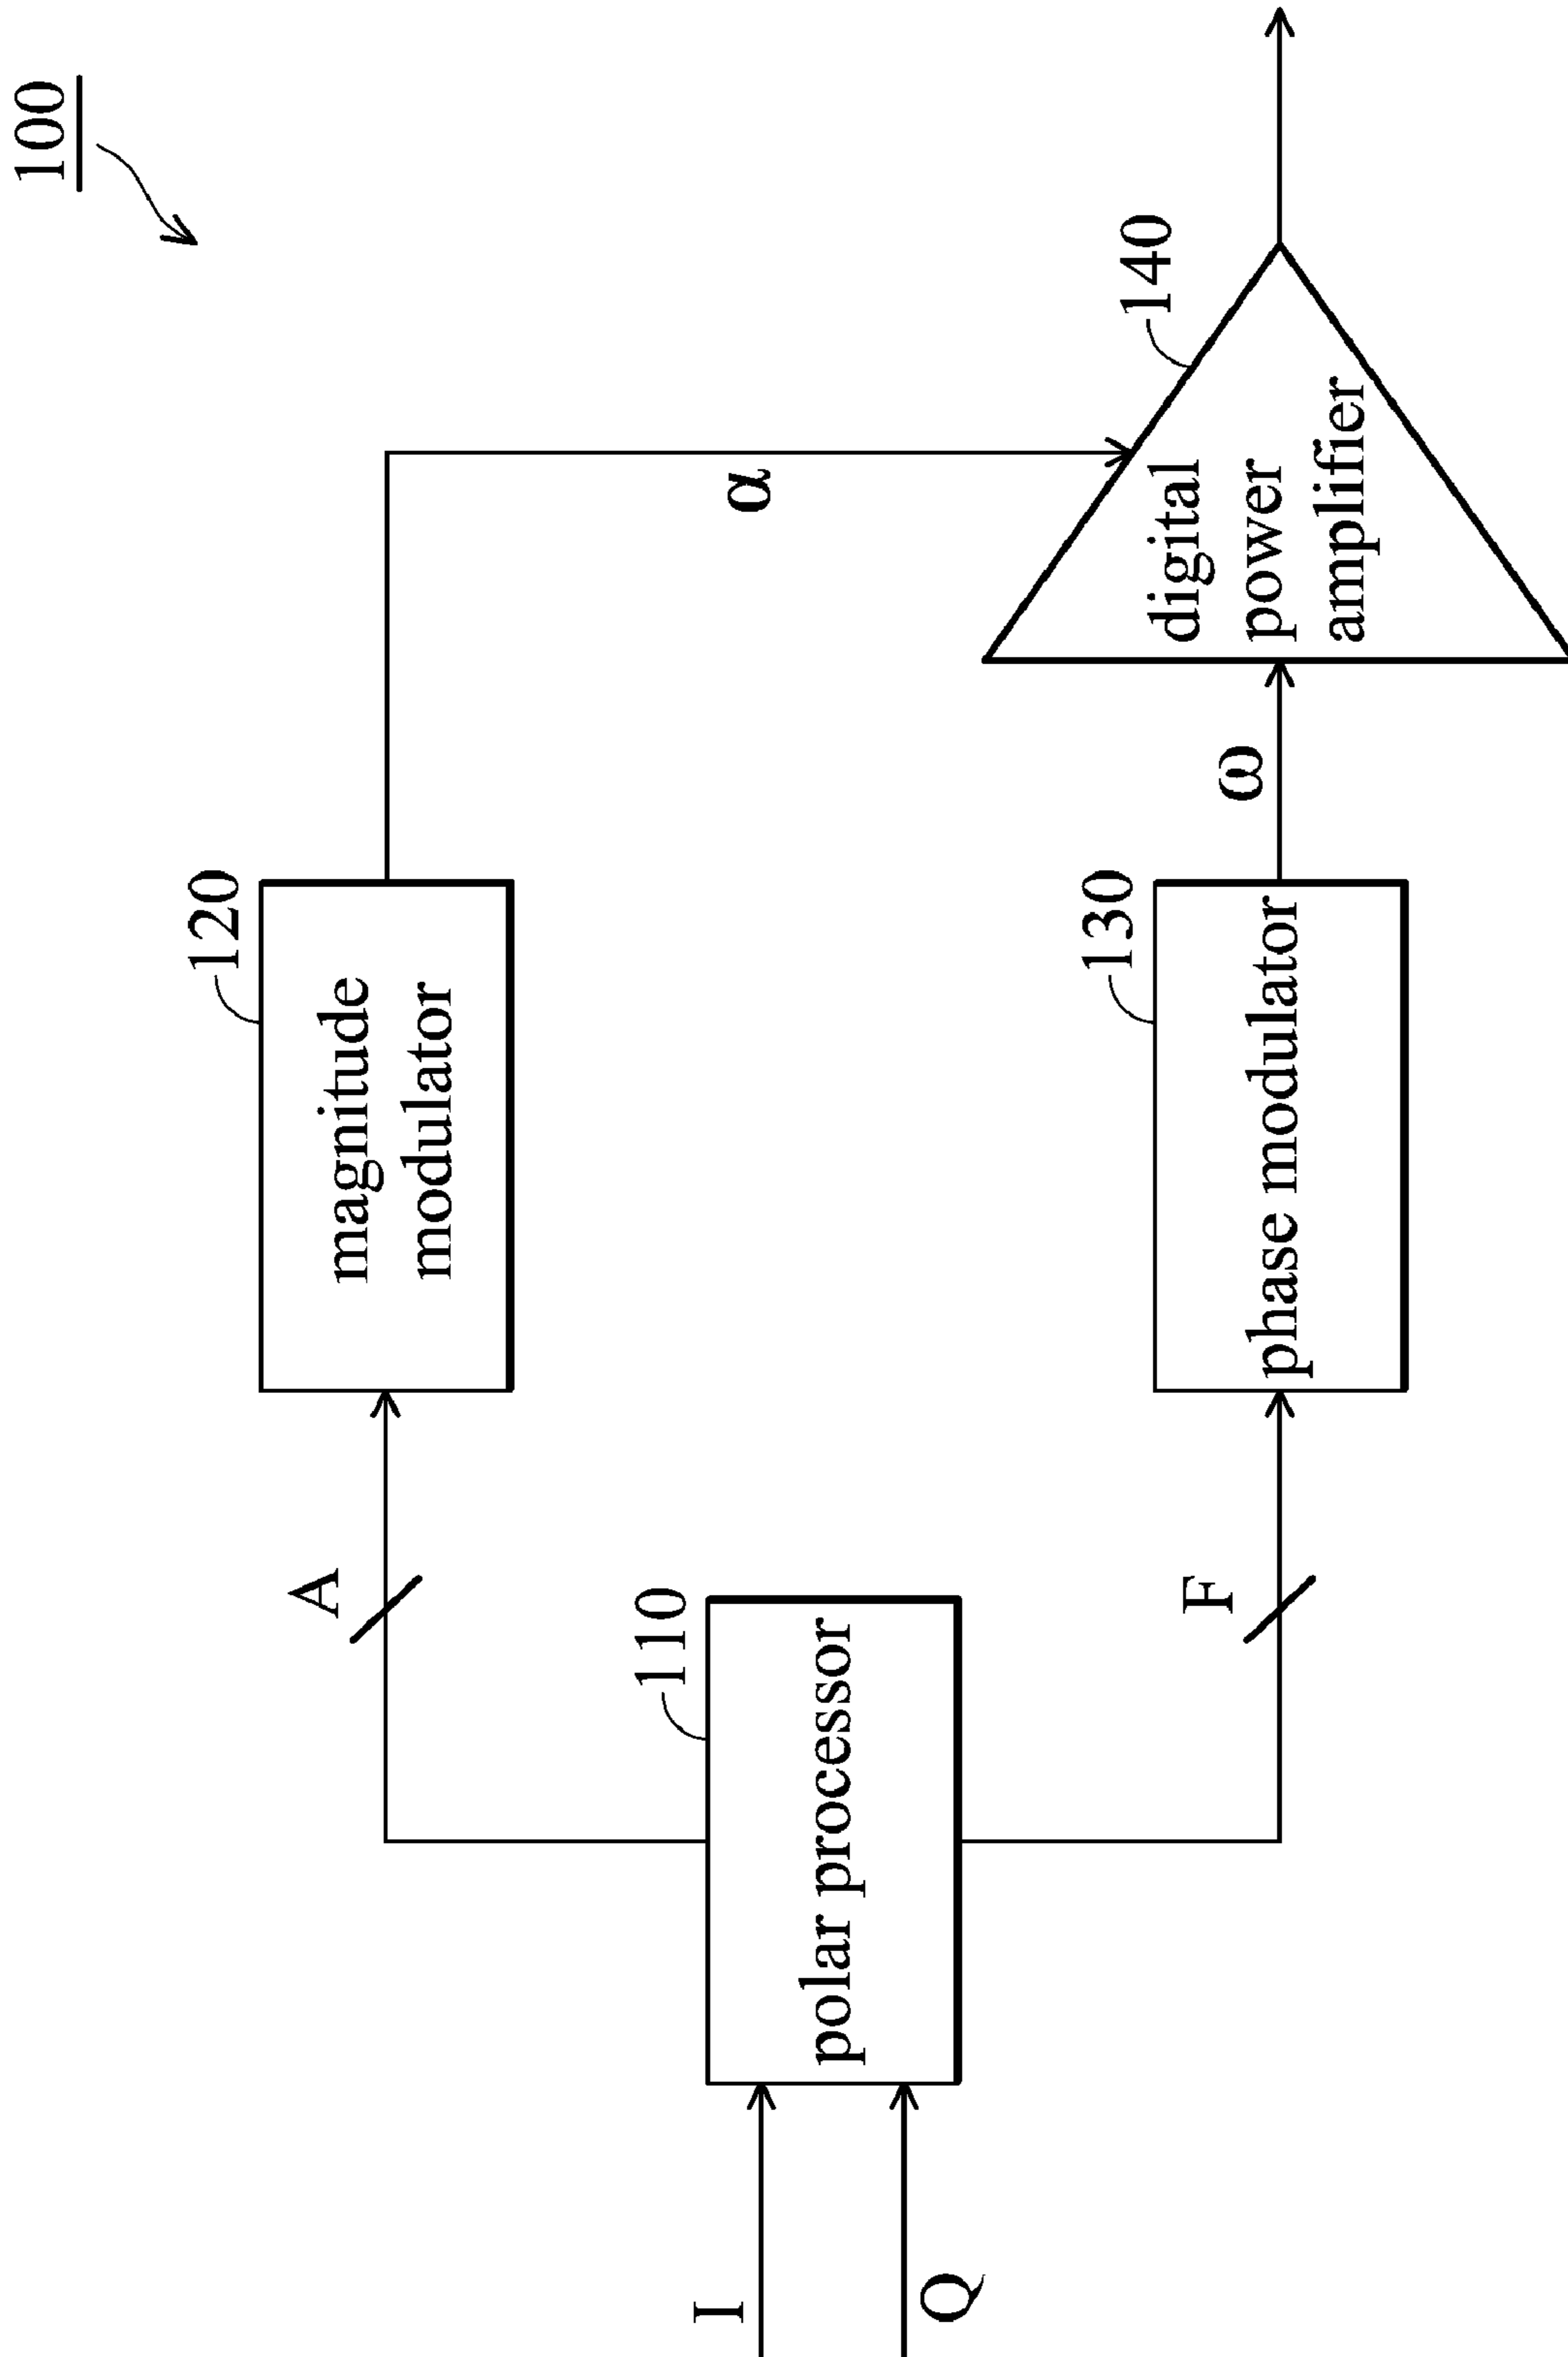 100
I
Q
polar processor
110
A
F
magnitude
modulator
120
phase modulator
130
α
ω
digital
power
amplifier
140